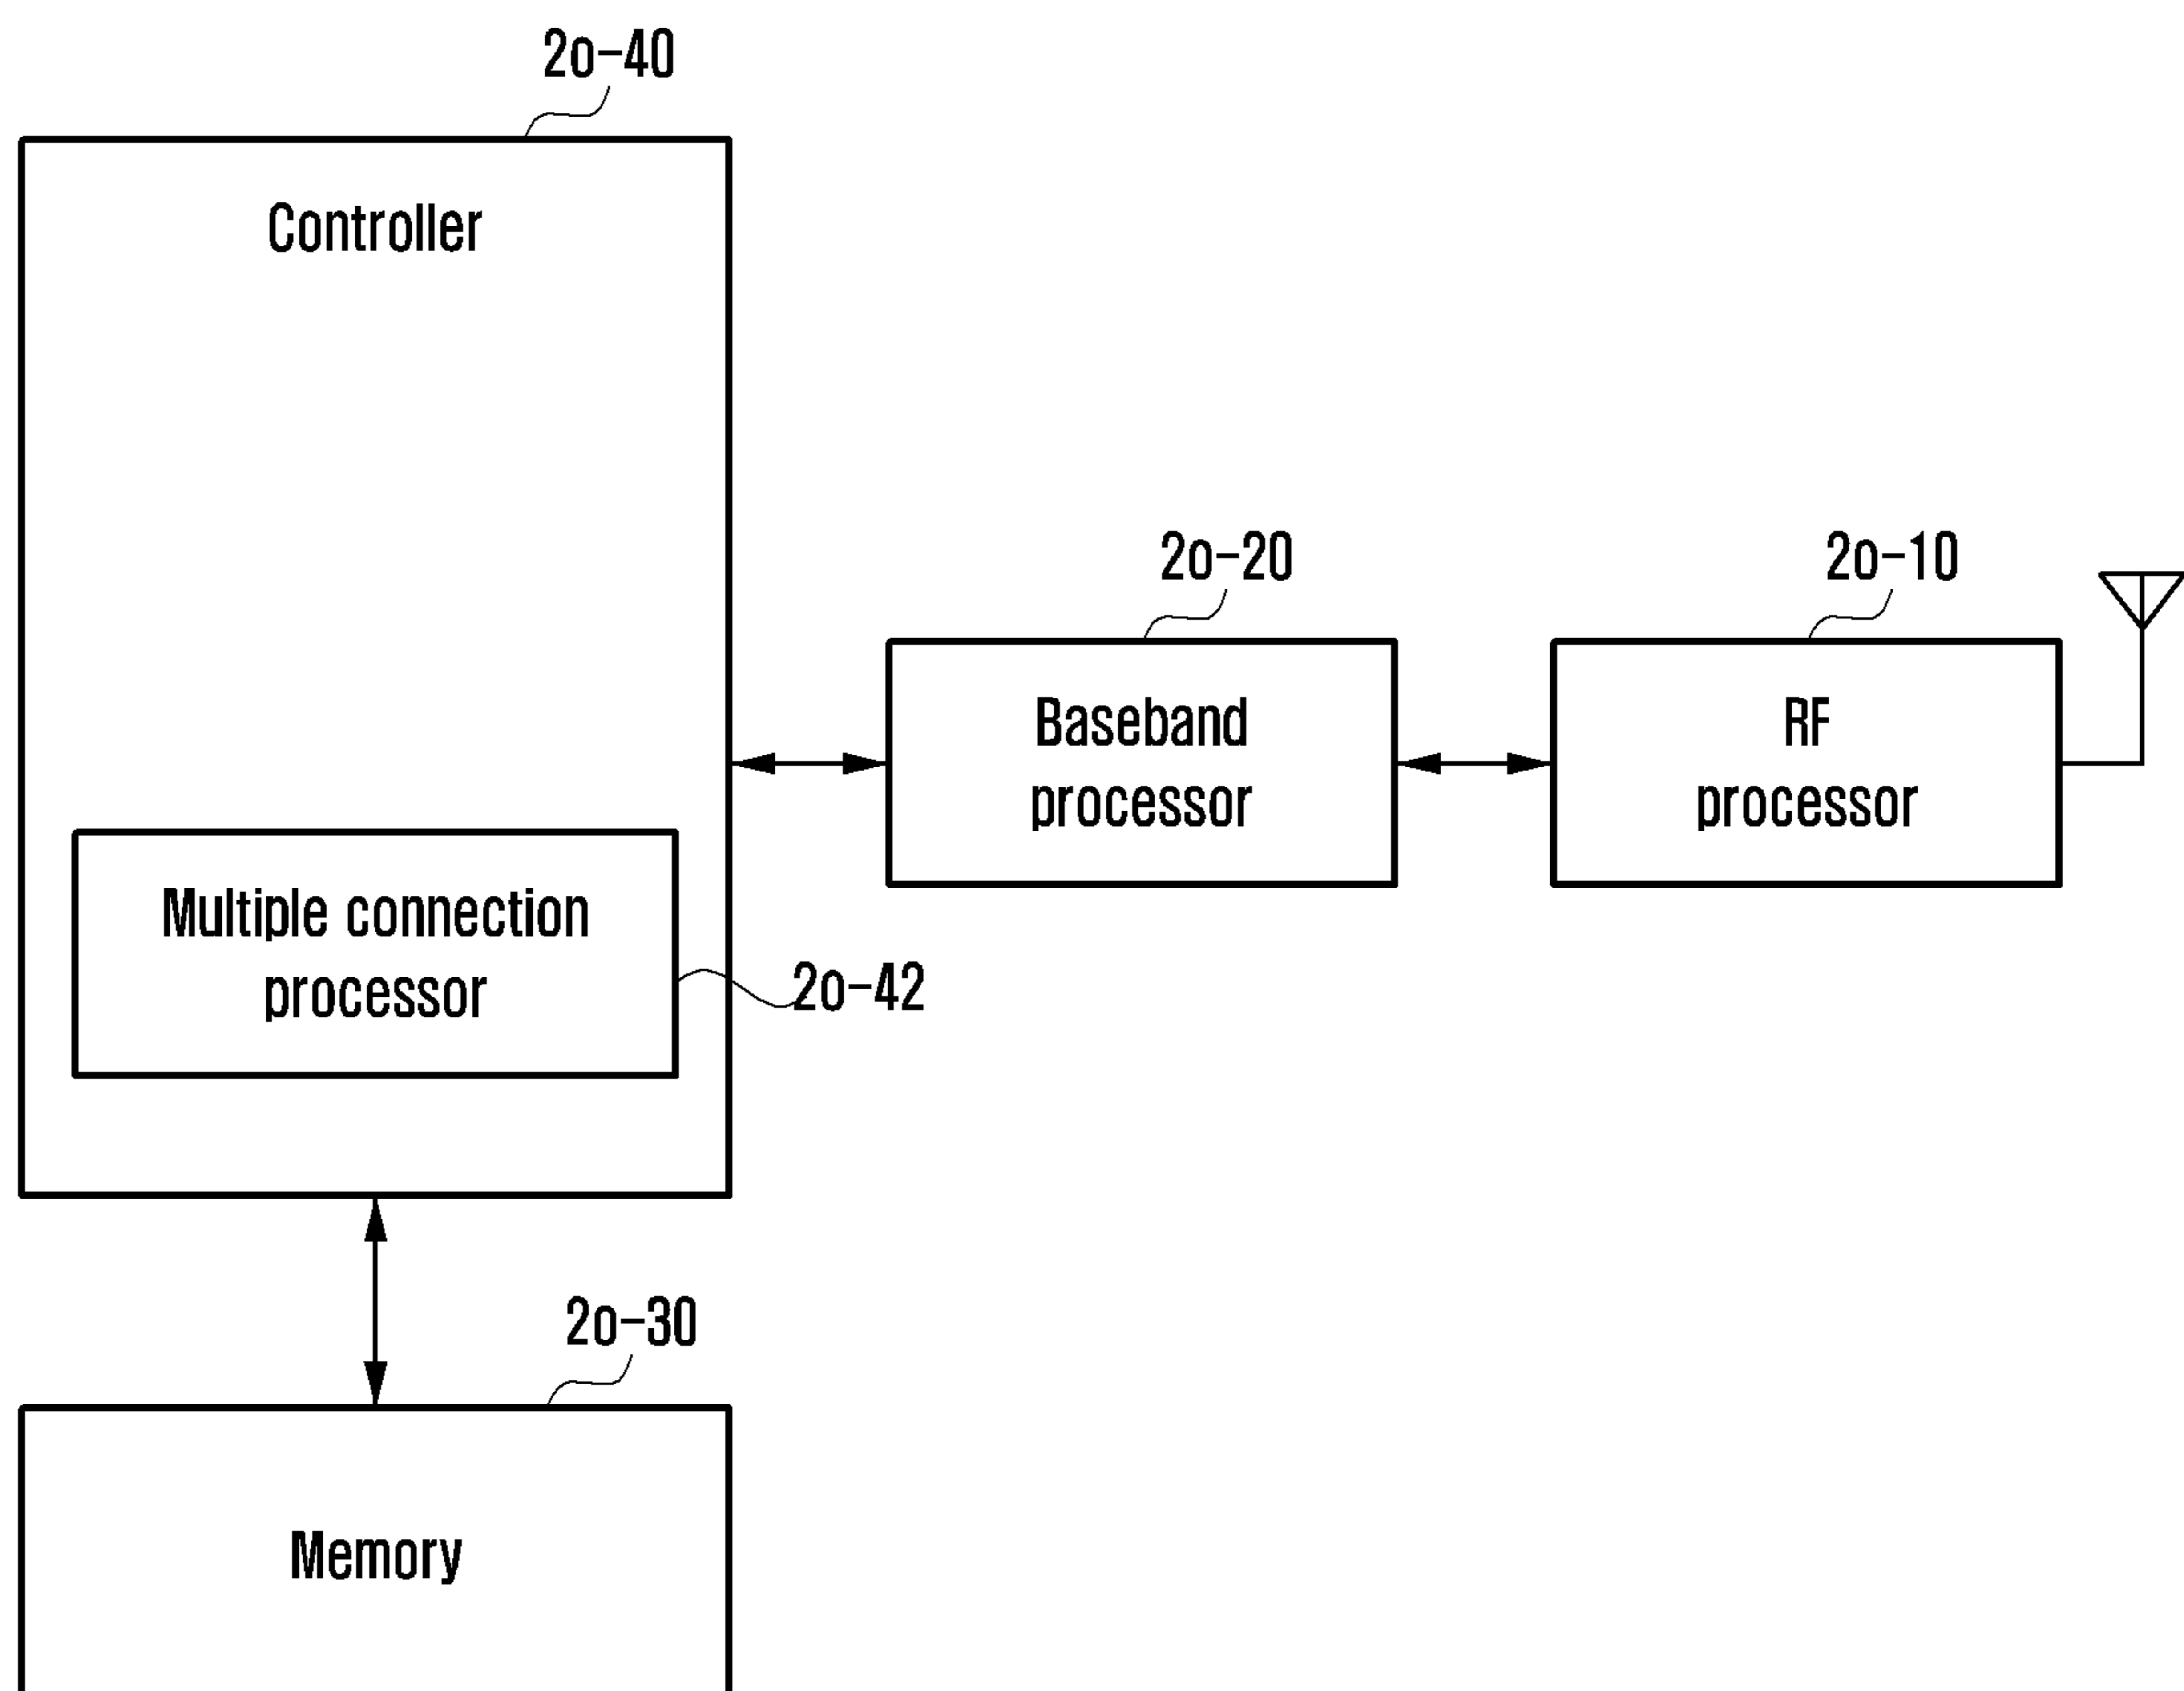 2o-40
Controller
2o-20
2o-10
Baseband
processor
RF
processor
Multiple connection
processor
2o-42
2o-30
Memory